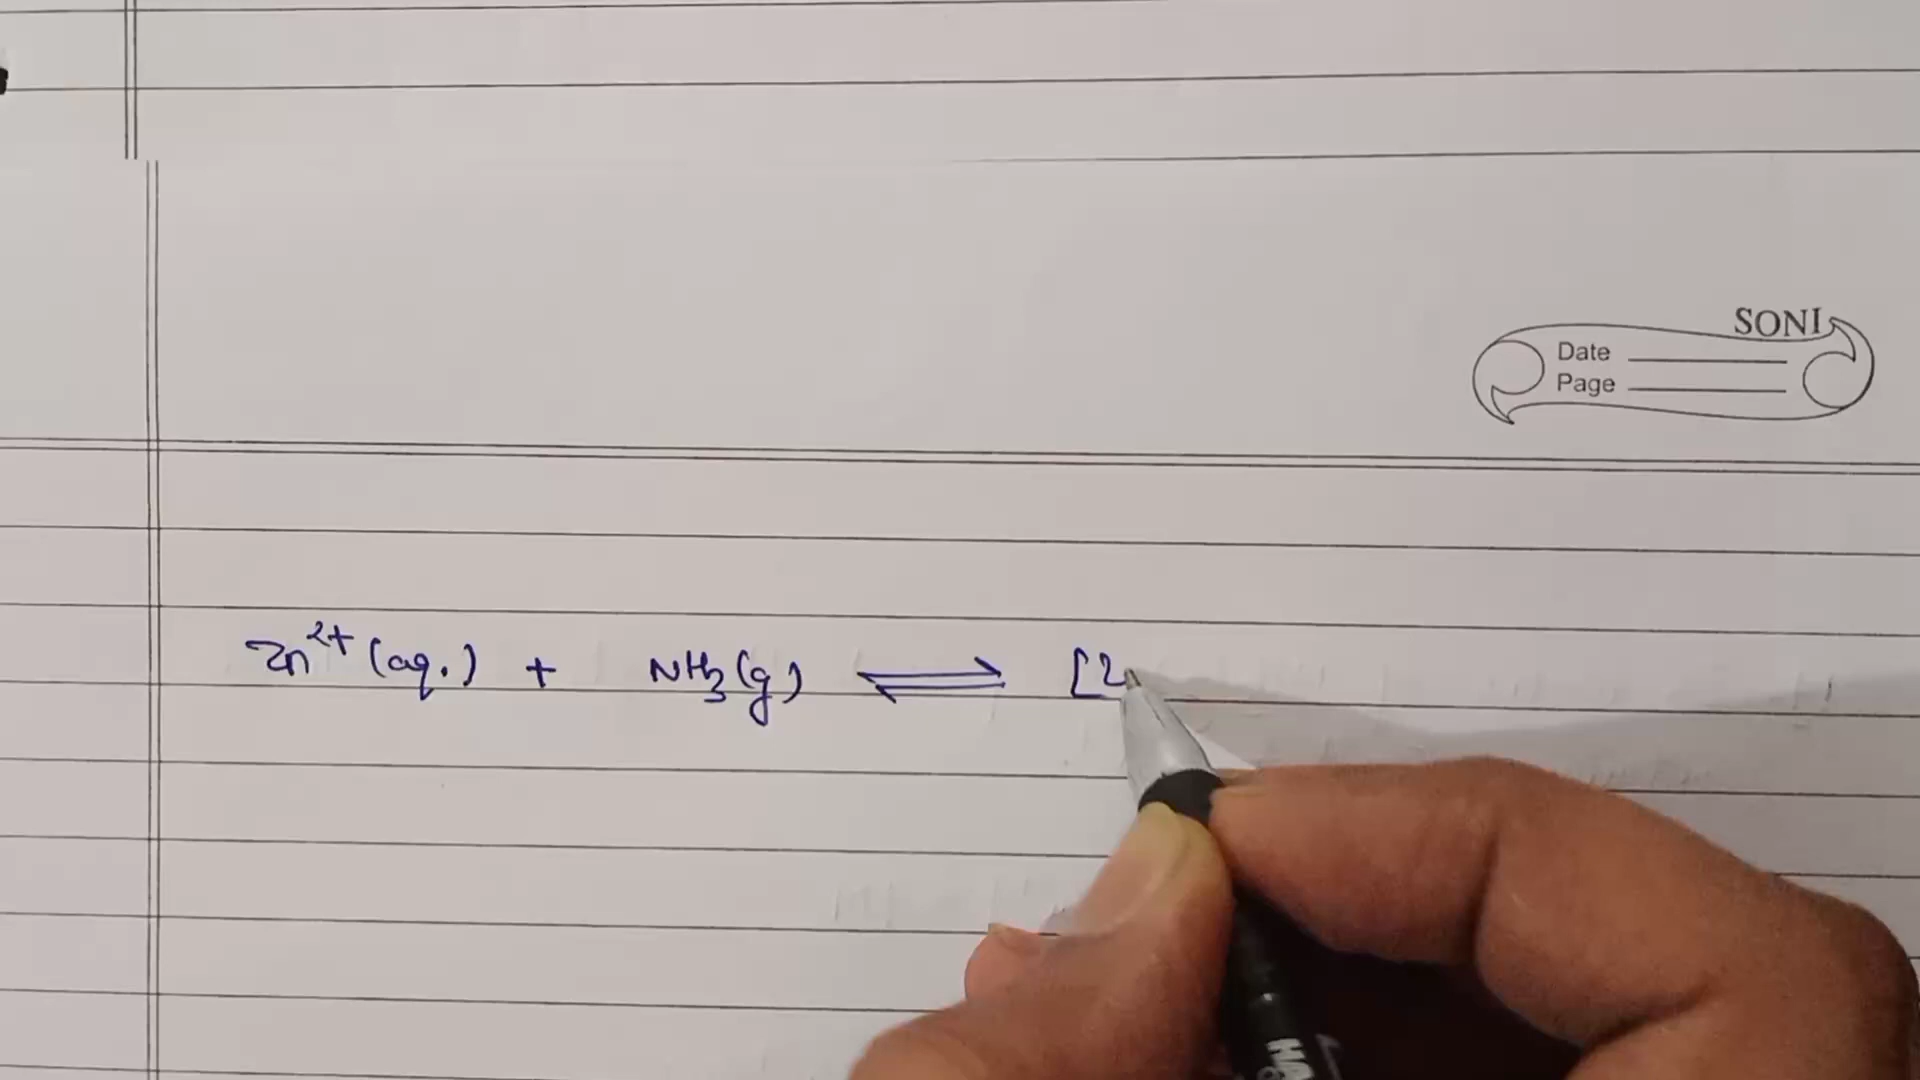 SONI
Date
Page
Zn²⁺(aq.) + NH₃(g) ⇌ [Z